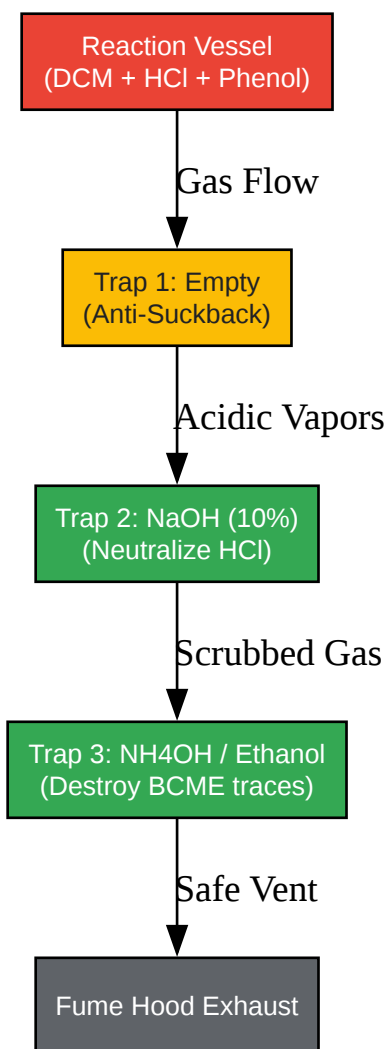 Reaction Vessel
(DCM + HCl + Phenol)
Gas Flow
Trap 1: Empty
(Anti-Suckback)
Acidic Vapors
Trap 2: NaOH (10%)
(Neutralize HCl)
Scrubbed Gas
Trap 3: NH4OH / Ethanol
(Destroy BCME traces)
Safe Vent
Fume Hood Exhaust